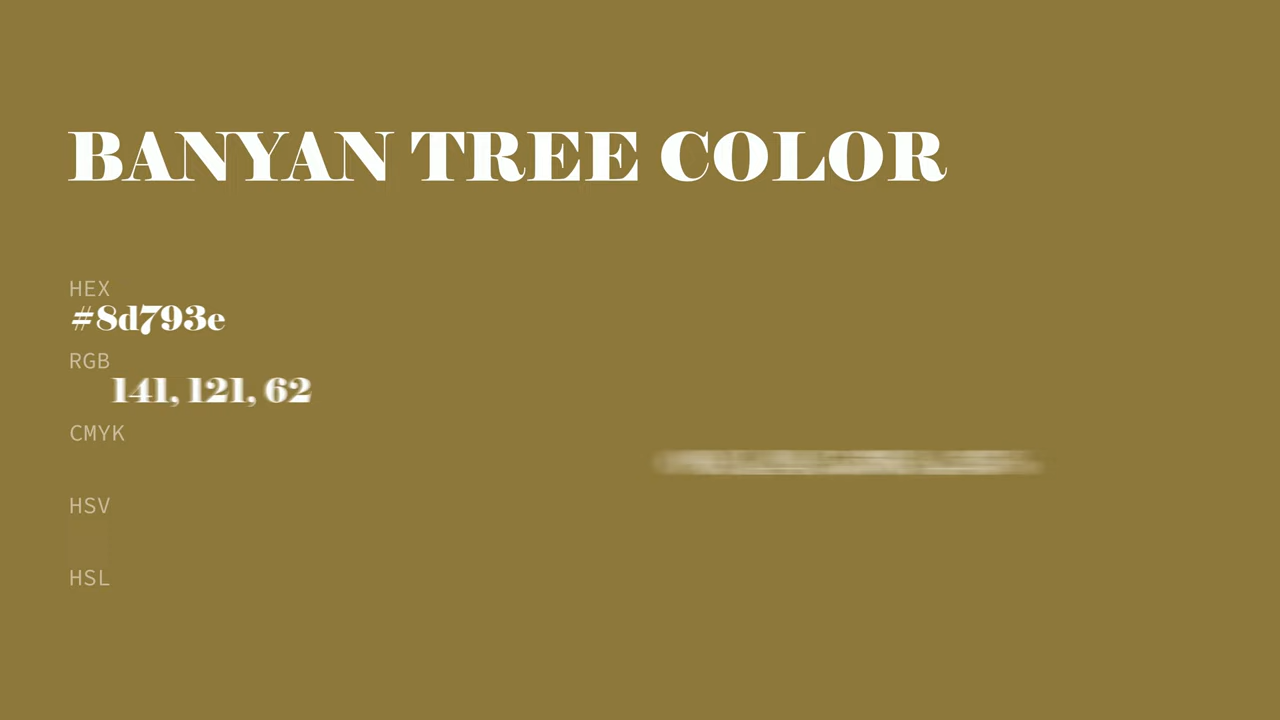 BANYAN TREE COLOR
HEX
#8d793e
RGB
141, 121, 62
CMYK
HSV
HSL